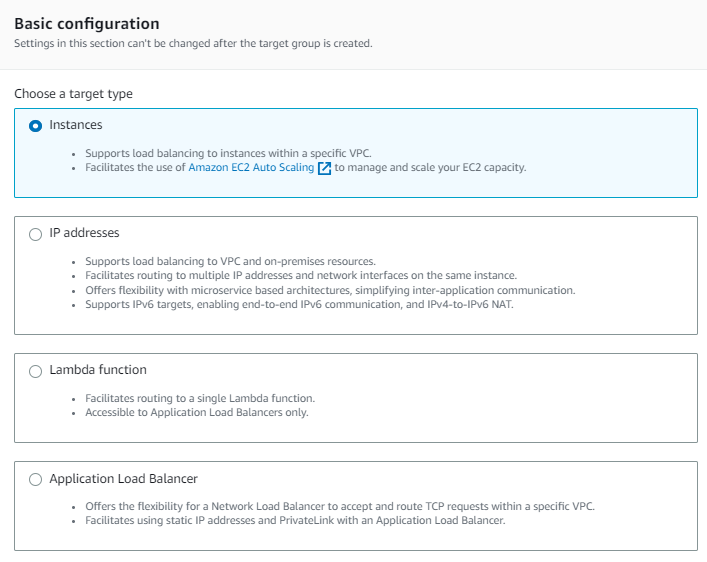 Basic configuration
Settings in this section can't be changed after the target group is created.
Choose a target type
Instances
Supports load balancing to instances within a specific VPC.
Facilitates the use of Amazon EC2 Auto Scaling to manage and scale your EC2 capacity.
IP addresses
Supports load balancing to VPC and on-premises resources.
Facilitates routing to multiple IP addresses and network interfaces on the same instance.
Offers flexibility with microservice based architectures, simplifying inter-application communication.
Supports IPv6 targets, enabling end-to-end IPv6 communication, and IPv4-to-IPv6 NAT.
Lambda function
Facilitates routing to a single Lambda function.
Accessible to Application Load Balancers only.
Application Load Balancer
Offers the flexibility for a Network Load Balancer to accept and route TCP requests within a specific VPC.
Facilitates using static IP addresses and PrivateLink with an Application Load Balancer.